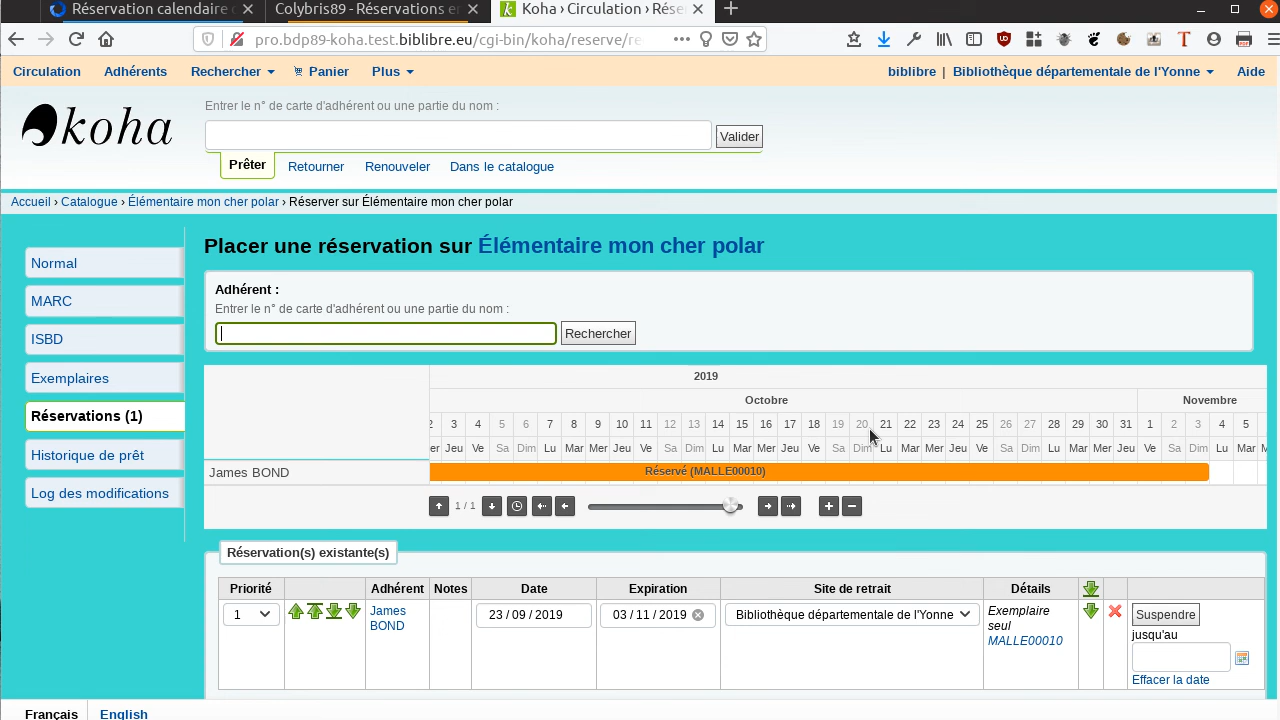 Réservation calendaire Colybris89 - Réservations e Koha › Circulation › Rése
pro.bdp89-koha.test.biblibre.eu/cgi-bin/koha/reserve/re
Circulation Adhérents Rechercher Panier Plus biblibre | Bibliothèque départementale de l'Yonne Aide
koha
Entrer le n° de carte d'adhérent ou une partie du nom :
Valider
Prêter Retourner Renouveler Dans le catalogue
Accueil › Catalogue › Élémentaire mon cher polar › Réserver sur Élémentaire mon cher polar
Normal
MARC
ISBD
Exemplaires
Réservations (1)
Historique de prêt
Log des modifications
Placer une réservation sur Élémentaire mon cher polar
Adhérent :
Entrer le n° de carte d'adhérent ou une partie du nom :
Rechercher
2019
Octobre Novembre
2 3 4 5 6 7 8 9 10 11 12 13 14 15 16 17 18 19 20 21 22 23 24 25 26 27 28 29 30 31 1 2 3 4 5
er Jeu Ve Sa Dim Lu Mar Mer Jeu Ve Sa Dim Lu Mar Mer Jeu Ve Sa Dim Lu Mar Mer Jeu Ve Sa Dim Lu Mar Mer Jeu Ve Sa Dim Lu Mar M
James BOND Réservé (MALLE00010)
1 / 1
Réservation(s) existante(s)
Priorité Adhérent Notes Date Expiration Site de retrait Détails
1 James BOND 23 / 09 / 2019 03 / 11 / 2019 Bibliothèque départementale de l'Yonne Exemplaire seul MALLE00010 Suspendre
jusqu'au
Effacer la date
Français English